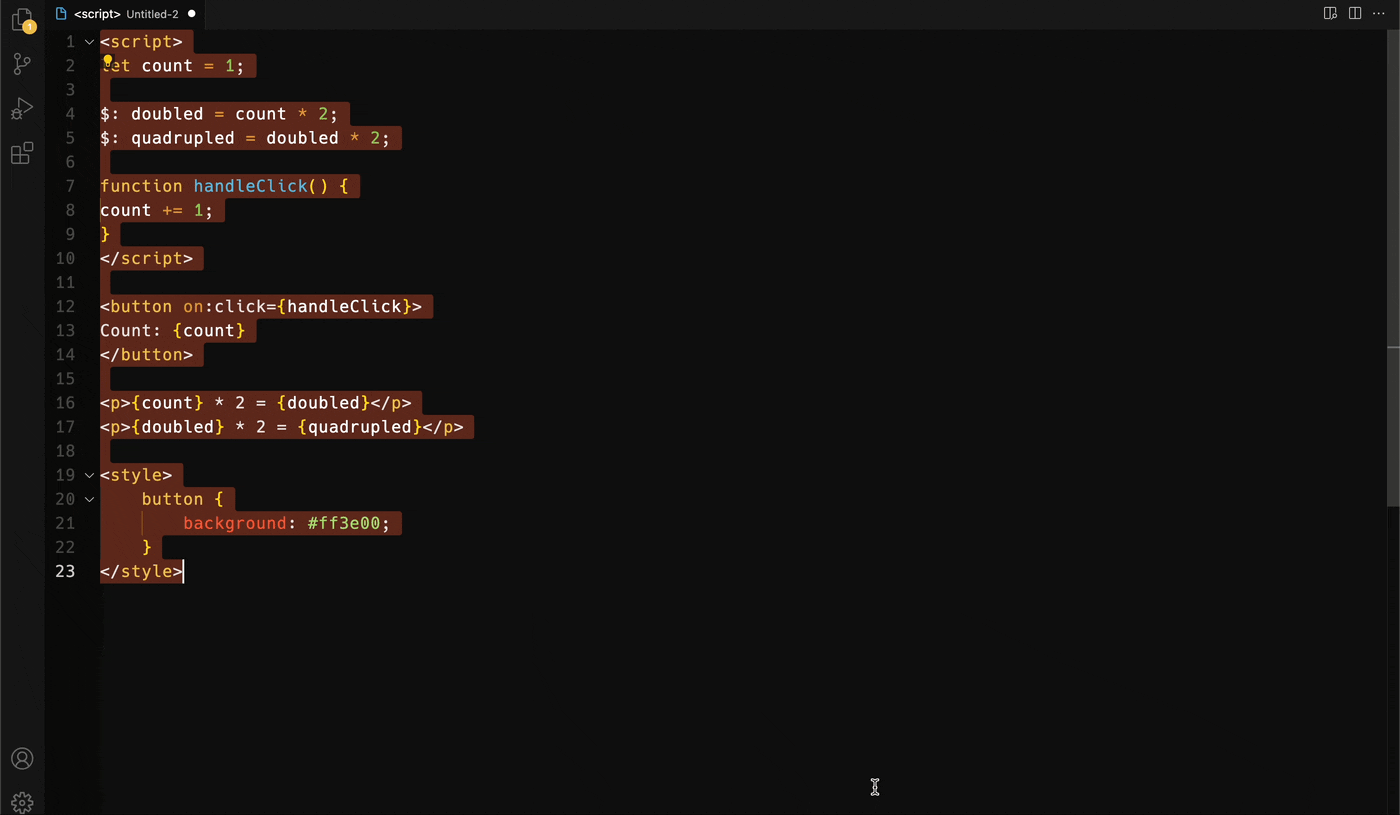 1
<script> Untitled-2
1 <script>
2 let count = 1;
3
4 $: doubled = count * 2;
5 $: quadrupled = doubled * 2;
6
7 function handleClick() {
8 count += 1;
9 }
10 </script>
11
12 <button on:click={handleClick}>
13 Count: {count}
14 </button>
15
16 <p>{count} * 2 = {doubled}</p>
17 <p>{doubled} * 2 = {quadrupled}</p>
18
19 <style>
20     button {
21         background: #ff3e00;
22     }
23 </style>